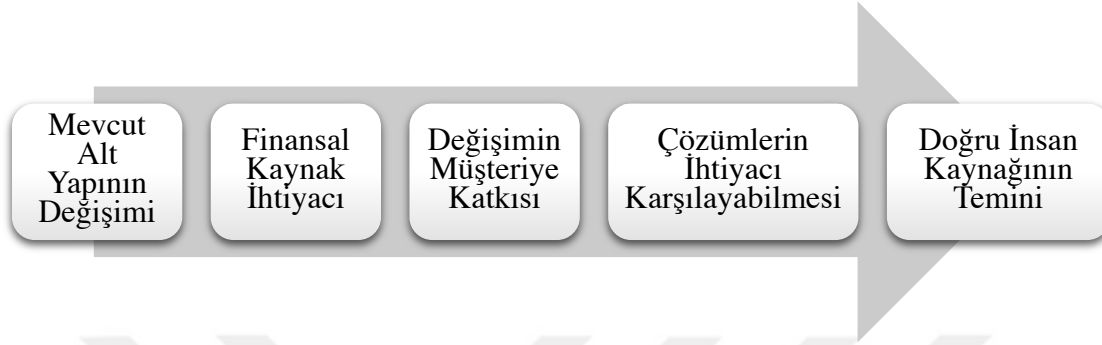 Mevcut
Alt
Yapının
Değişimi
Finansal
Kaynak
İhtiyacı
Değişimin
Müşteriye
Katkısı
Çözümlerin
İhtiyacı
Karşılayabilmesi
Doğru İnsan
Kaynağının
Temini